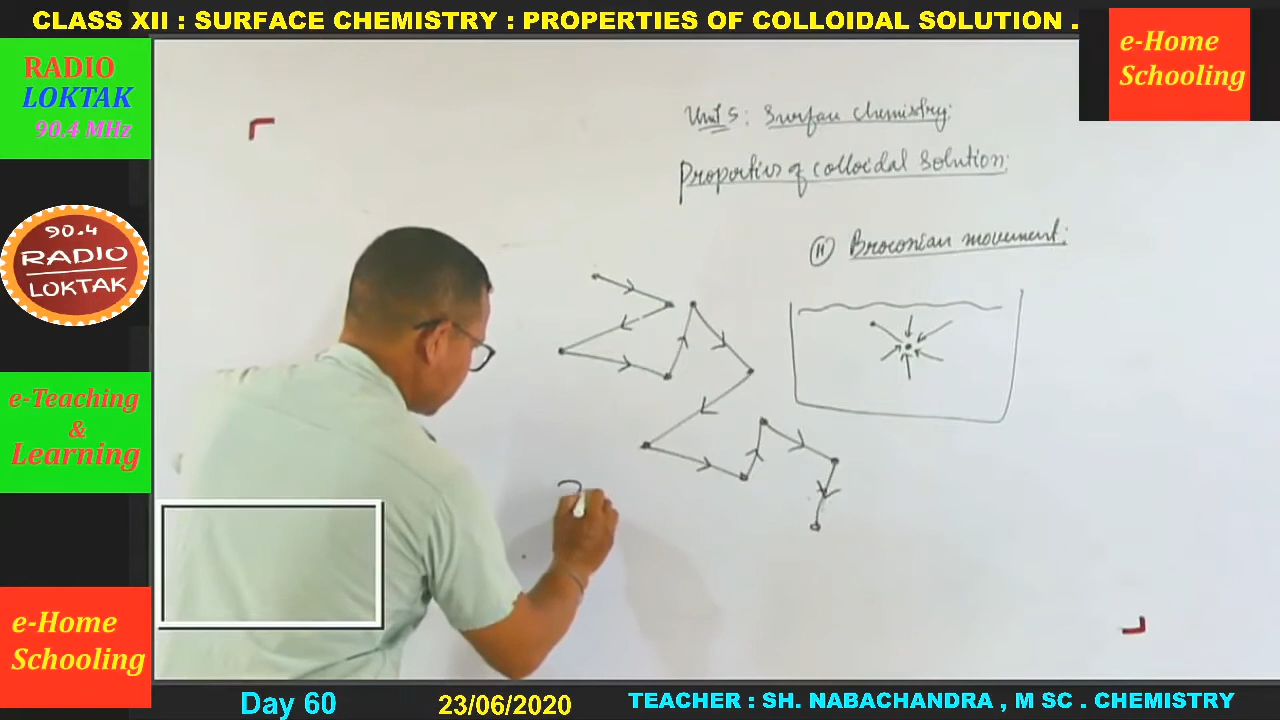 CLASS XII : SURFACE CHEMISTRY : PROPERTIES OF COLLOIDAL SOLUTION .
e-Home
Schooling
RADIO
LOKTAK
90.4 MHz
90.4
RADIO
LOKTAK
e-Teaching
&
Learning
e-Home
Schooling
Unit 5: Surface chemistry:
Properties of colloidal solution:
(ii) Browonian movement:
Day 60
23/06/2020
TEACHER : SH. NABACHANDRA , M SC . CHEMISTRY